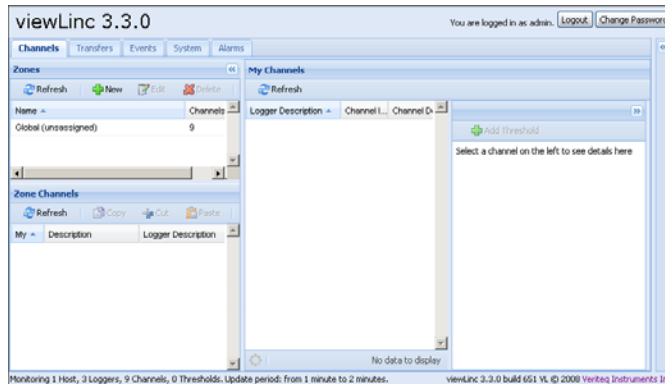 viewLinc 3.3.0
You are logged in as admin. Logout Change Password
Channels Transfers Events System Alarms
Zones
Refresh New Edit Delete
Name Channels
Global (unassigned) 9
Zone Channels
Refresh Copy Cut Paste
My Description Logger Description
My Channels
Refresh
Logger Description Channel I... Channel De
Add Threshold
Select a channel on the left to see details here
No data to display
Monitoring 1 Host, 3 Loggers, 9 Channels, 0 Thresholds. Update period: from 1 minute to 2 minutes.
viewLinc 3.3.0 build 651 VL © 2008 Veriteq Instruments In